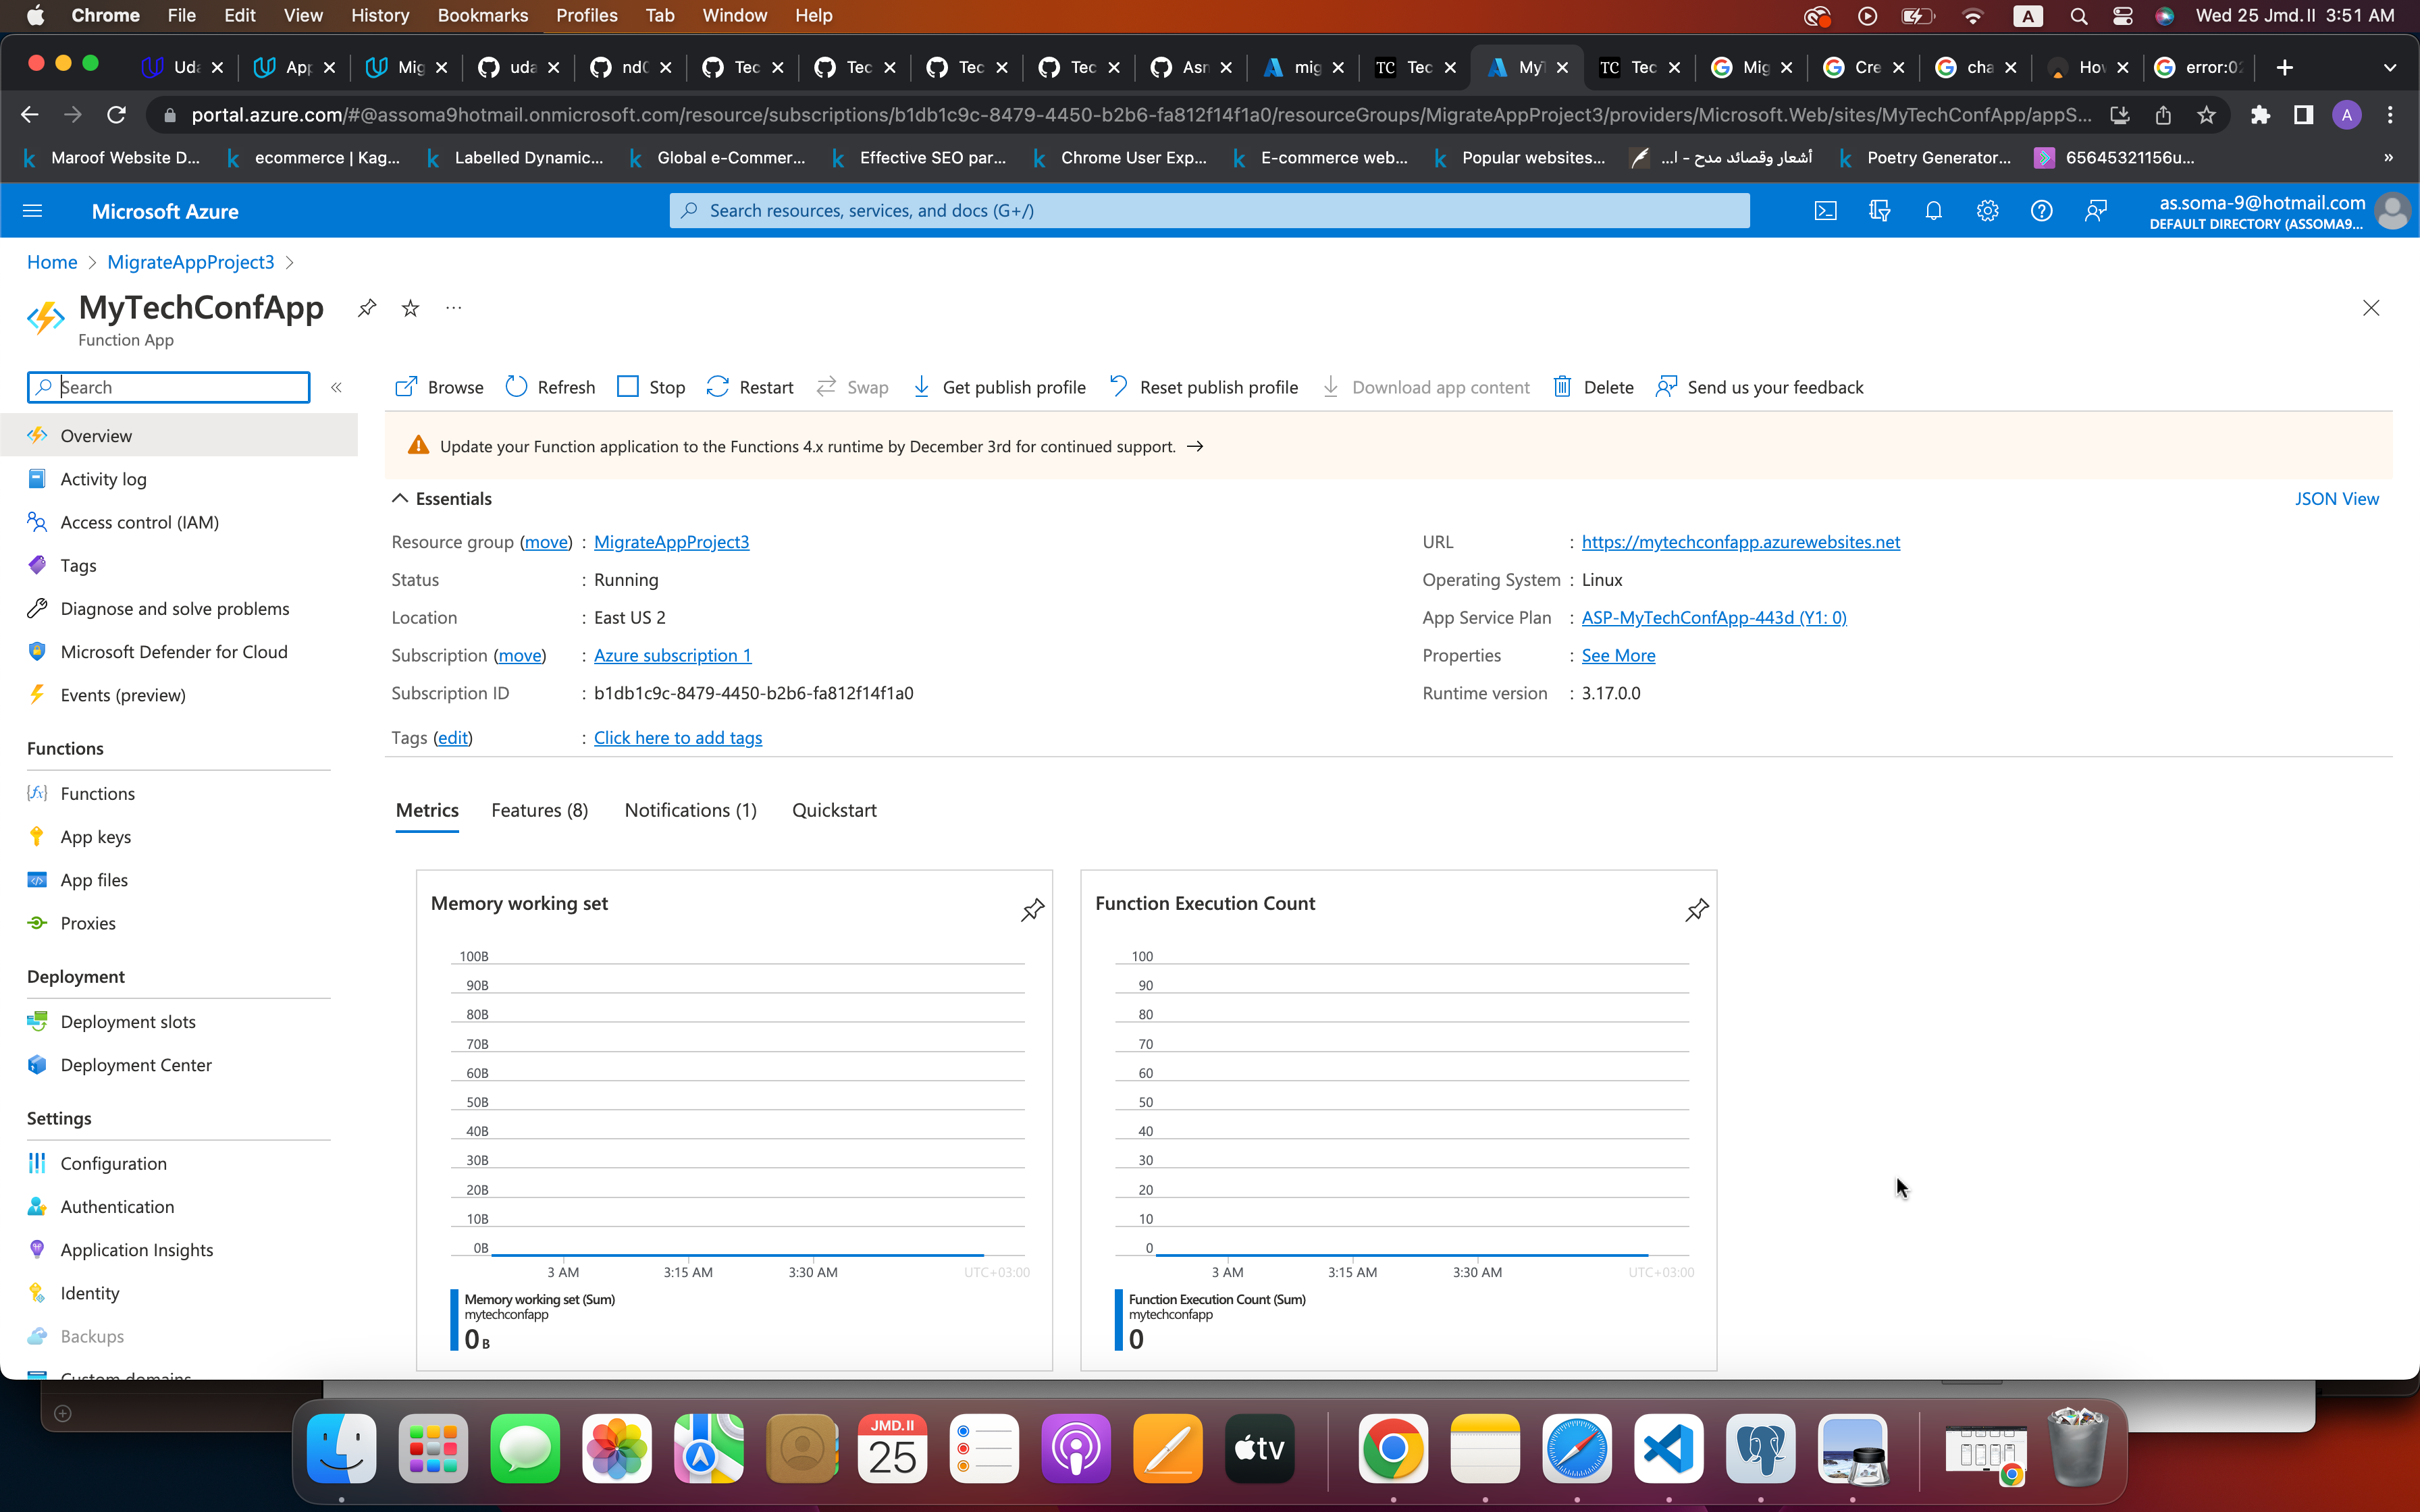 Chrome File Edit View History Bookmarks Profiles Tab Window Help A Wed 25 Jmd.II 3:51 AM
Uda App Mig uda nd0 Tec Tec Tec Tec Asn mig TC Tec MyT TC Tec Mig Cre cha How error:02
portal.azure.com/#@assoma9hotmail.onmicrosoft.com/resource/subscriptions/b1db1c9c-8479-4450-b2b6-fa812f14f1a0/resourceGroups/MigrateAppProject3/providers/Microsoft.Web/sites/MyTechConfApp/appS... A
Maroof Website D... ecommerce | Kag... Labelled Dynamic... Global e-Commer... Effective SEO par... Chrome User Exp... E-commerce web... Popular websites... أشعار وقصائد مدح - ا... Poetry Generator... 65645321156u... »
Microsoft Azure
Search resources, services, and docs (G+/)
as.soma-9@hotmail.com
DEFAULT DIRECTORY (ASSOMA9...
Home > MigrateAppProject3 >
MyTechConfApp
Function App
Search «
Browse Refresh Stop Restart Swap Get publish profile Reset publish profile Download app content Delete Send us your feedback
Overview
Activity log
Access control (IAM)
Tags
Diagnose and solve problems
Microsoft Defender for Cloud
Events (preview)
Functions
Functions
App keys
App files
Proxies
Deployment
Deployment slots
Deployment Center
Settings
Configuration
Authentication
Application Insights
Identity
Backups
Custom domains
Update your Function application to the Functions 4.x runtime by December 3rd for continued support. →
Essentials
JSON View
Resource group (move) : MigrateAppProject3
Status : Running
Location : East US 2
Subscription (move) : Azure subscription 1
Subscription ID : b1db1c9c-8479-4450-b2b6-fa812f14f1a0
Tags (edit) : Click here to add tags
URL : https://mytechconfapp.azurewebsites.net
Operating System : Linux
App Service Plan : ASP-MyTechConfApp-443d (Y1: 0)
Properties : See More
Runtime version : 3.17.0.0
Metrics Features (8) Notifications (1) Quickstart
Memory working set
100B
90B
80B
70B
60B
50B
40B
30B
20B
10B
0B
3 AM 3:15 AM 3:30 AM UTC+03:00
Memory working set (Sum)
mytechconfapp
0 B
Function Execution Count
100
90
80
70
60
50
40
30
20
10
0
3 AM 3:15 AM 3:30 AM UTC+03:00
Function Execution Count (Sum)
mytechconfapp
0
JMD.II
25
tv